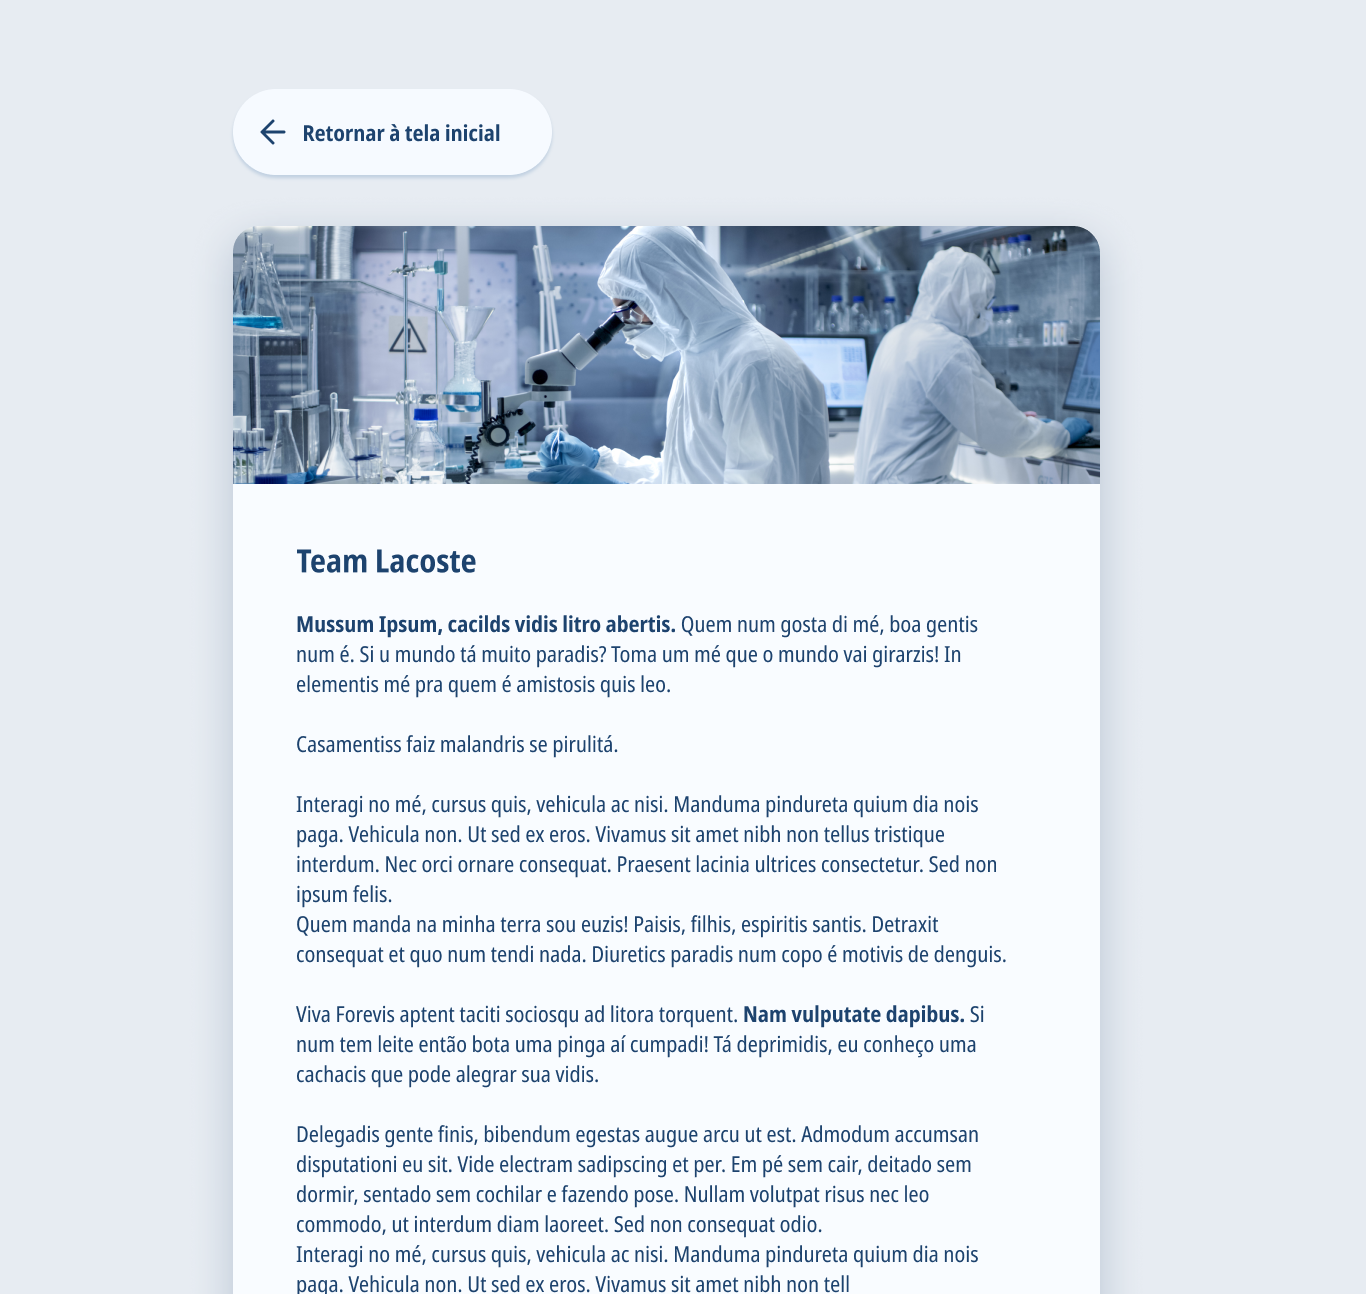 Retornar à tela inicial
Team Lacoste
Mussum Ipsum, cacilds vidis litro abertis. Quem num gosta di mé, boa gentis
num é. Si u mundo tá muito paradis? Toma um mé que o mundo vai girarzis! In
elementis mé pra quem é amistosis quis leo.
Casamentiss faiz malandris se pirulitá.
Interagi no mé, cursus quis, vehicula ac nisi. Manduma pindureta quium dia nois
paga. Vehicula non. Ut sed ex eros. Vivamus sit amet nibh non tellus tristique
interdum. Nec orci ornare consequat. Praesent lacinia ultrices consectetur. Sed non
ipsum felis.
Quem manda na minha terra sou euzis! Paisis, filhis, espiritis santis. Detraxit
consequat et quo num tendi nada. Diuretics paradis num copo é motivis de denguis.
Viva Forevis aptent taciti sociosqu ad litora torquent. Nam vulputate dapibus. Si
num tem leite então bota uma pinga aí cumpadi! Tá deprimidis, eu conheço uma
cachacis que pode alegrar sua vidis.
Delegadis gente finis, bibendum egestas augue arcu ut est. Admodum accumsan
disputationi eu sit. Vide electram sadipscing et per. Em pé sem cair, deitado sem
dormir, sentado sem cochilar e fazendo pose. Nullam volutpat risus nec leo
commodo, ut interdum diam laoreet. Sed non consequat odio.
Interagi no mé, cursus quis, vehicula ac nisi. Manduma pindureta quium dia nois
paga. Vehicula non. Ut sed ex eros. Vivamus sit amet nibh non tell